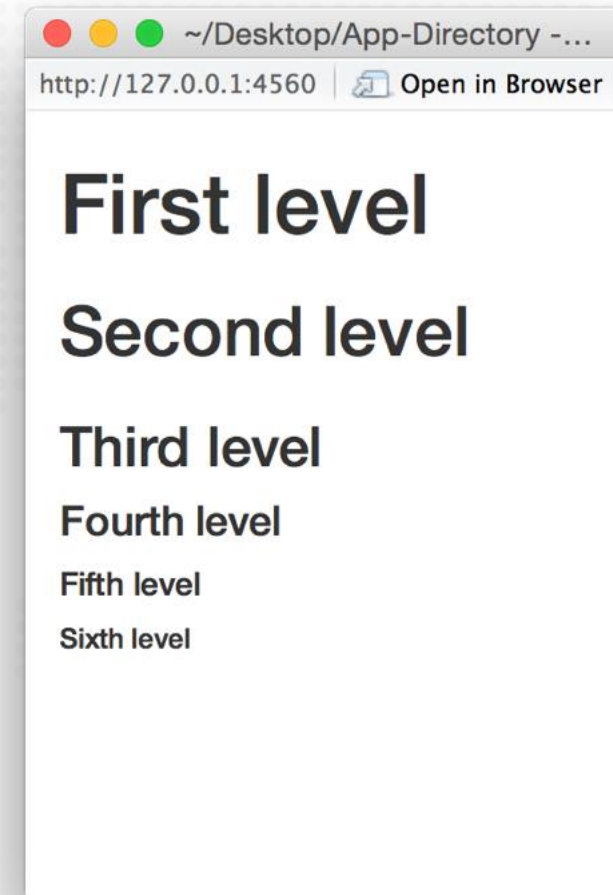 ~/Desktop/App-Directory -...
http://127.0.0.1:4560 Open in Browser
First level
Second level
Third level
Fourth level
Fifth level
Sixth level